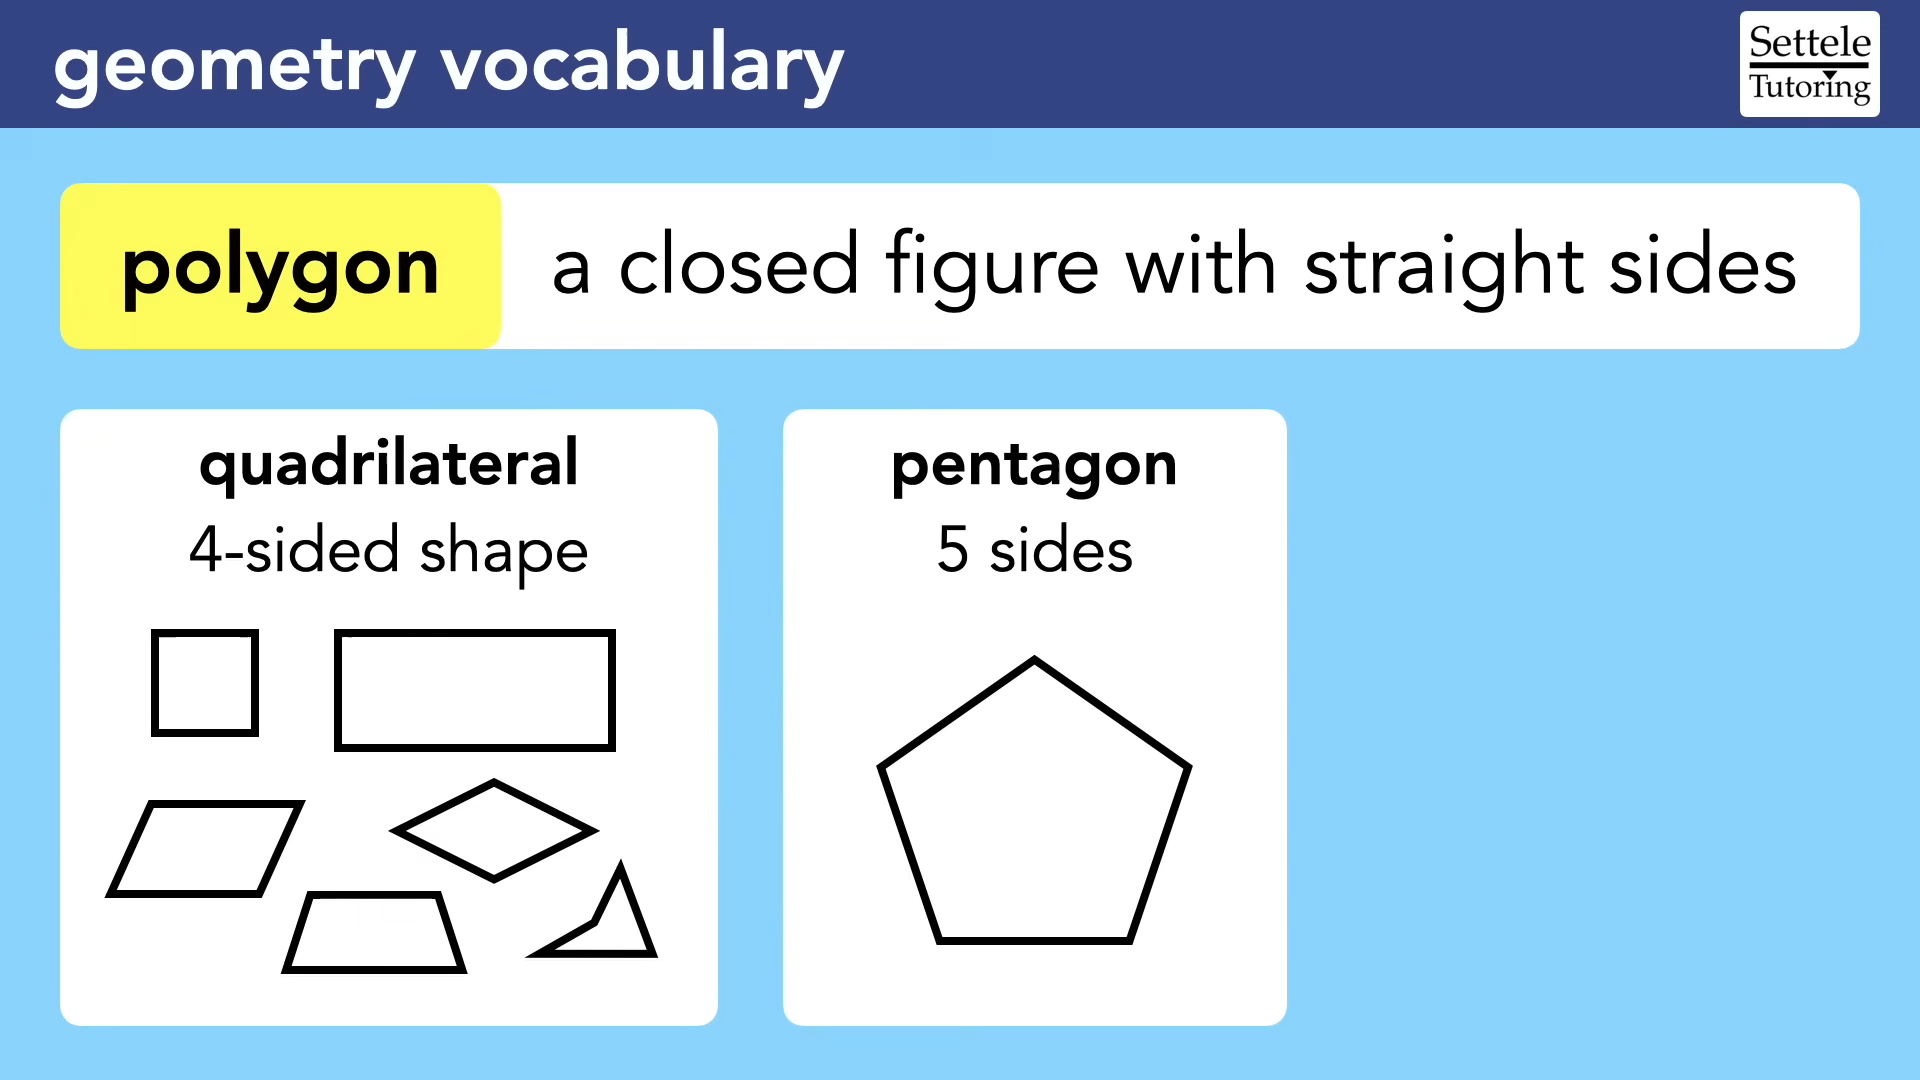 geometry vocabulary
Settele
Tutoring
polygon
a closed figure with straight sides
quadrilateral
4-sided shape
pentagon
5 sides